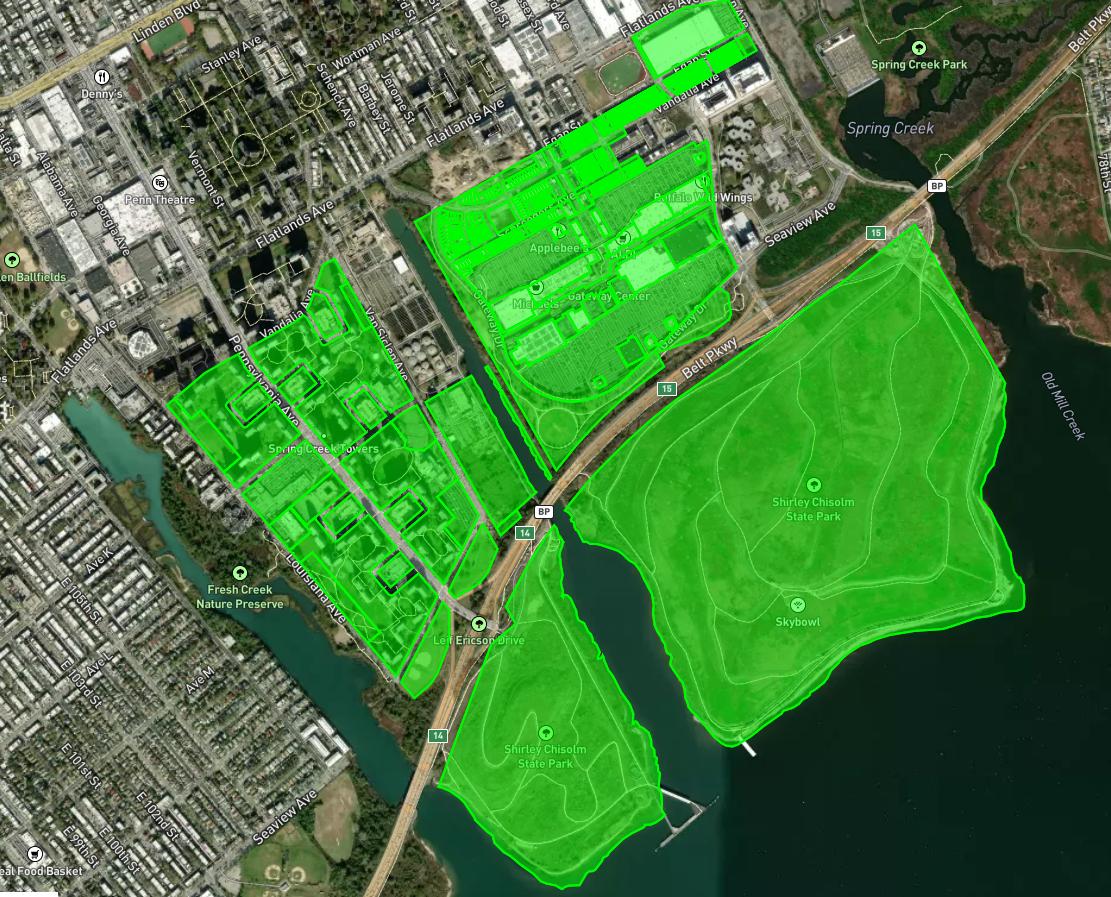 Linden Blvd
Stanley Ave
Wortman Ave
Schenck Ave
Barbey St
Jerome St
Flatlands Ave
Flatlands Ave
Belt Pkwy
Spring Creek Park
Denny's
Egan St
Vandalia Ave
Egan St
Spring Creek
78th St
Alabama Ave
Georgia Ave
Vermont St
Penn Theatre
BP
Buffalo Wild Wings
Seaview Ave
15
Flatlands Ave
Applebee's
ALDI
Michaels
Gateway Center
Gateway Dr
Gateway Dr
Vandalia Ave
Van Siclen Ave
Belt Pkwy
Flatlands Ave
Pennsylvania Ave
15
Old Mill Creek
Spring Creek Towers
Shirley Chisolm
State Park
BP
14
Ave K
E 105th St
Fresh Creek
Nature Preserve
Louisiana Ave
Skybowl
Leif Ericson Drive
Ave L
E 103rd St
Ave M
14
Shirley Chisolm
State Park
E 101st St
E 102nd St
E 100th St
E 99th St
Seaview Ave
eal Food Basket